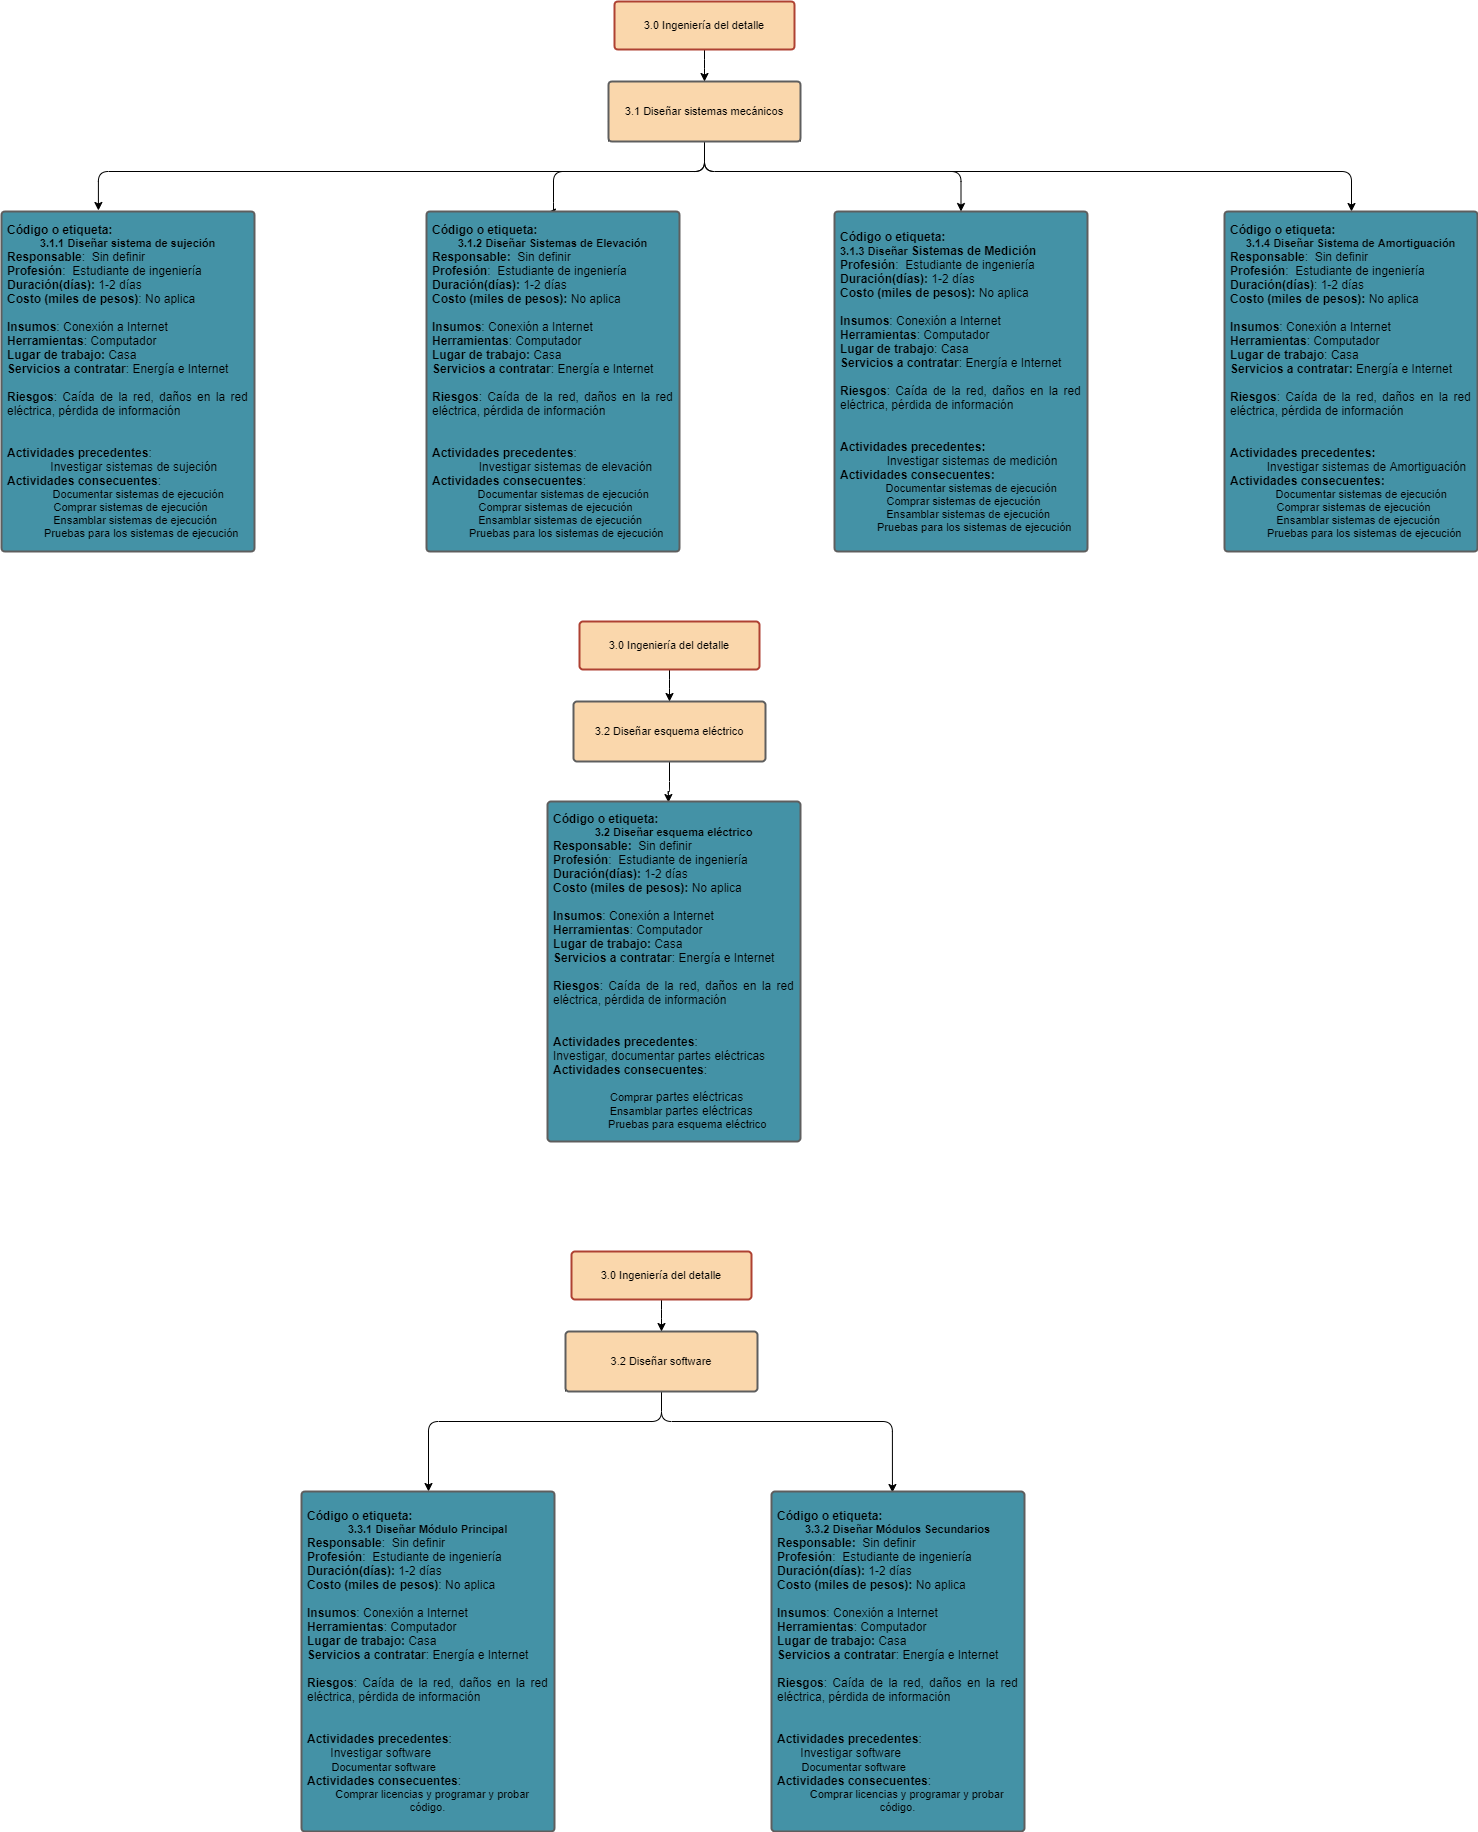 3.0 Ingeniería del detalle
3.1 Diseñar sistemas mecánicos
Código o etiqueta:
3.1.1 Diseñar sistema de sujeción
Responsable:  Sin definir
Profesión:  Estudiante de ingeniería
Duración(días): 1-2 días
Costo (miles de pesos): No aplica
Insumos: Conexión a Internet
Herramientas: Computador
Lugar de trabajo: Casa
Servicios a contratar: Energía e Internet
Riesgos: Caída de la red, daños en la red
eléctrica, pérdida de información
Actividades precedentes:
Investigar sistemas de sujeción
Actividades consecuentes:
Documentar sistemas de ejecución
Comprar sistemas de ejecución
Ensamblar sistemas de ejecución
Pruebas para los sistemas de ejecución
Código o etiqueta:
3.1.2 Diseñar Sistemas de Elevación
Responsable:  Sin definir
Profesión:  Estudiante de ingeniería
Duración(días): 1-2 días
Costo (miles de pesos): No aplica
Insumos: Conexión a Internet
Herramientas: Computador
Lugar de trabajo: Casa
Servicios a contratar: Energía e Internet
Riesgos: Caída de la red, daños en la red
eléctrica, pérdida de información
Actividades precedentes:
Investigar sistemas de elevación
Actividades consecuentes:
Documentar sistemas de ejecución
Comprar sistemas de ejecución
Ensamblar sistemas de ejecución
Pruebas para los sistemas de ejecución
Código o etiqueta:
3.1.3 Diseñar Sistemas de Medición
Profesión:  Estudiante de ingeniería
Duración(días): 1-2 días
Costo (miles de pesos): No aplica
Insumos: Conexión a Internet
Herramientas: Computador
Lugar de trabajo: Casa
Servicios a contratar: Energía e Internet
Riesgos: Caída de la red, daños en la red
eléctrica, pérdida de información
Actividades precedentes:
Investigar sistemas de medición
Actividades consecuentes:
Documentar sistemas de ejecución
Comprar sistemas de ejecución
Ensamblar sistemas de ejecución
Pruebas para los sistemas de ejecución
Código o etiqueta:
3.1.4 Diseñar Sistema de Amortiguación
Responsable:  Sin definir
Profesión:  Estudiante de ingeniería
Duración(días): 1-2 días
Costo (miles de pesos): No aplica
Insumos: Conexión a Internet
Herramientas: Computador
Lugar de trabajo: Casa
Servicios a contratar: Energía e Internet
Riesgos: Caída de la red, daños en la red
eléctrica, pérdida de información
Actividades precedentes:
Investigar sistemas de Amortiguación
Actividades consecuentes:
Documentar sistemas de ejecución
Comprar sistemas de ejecución
Ensamblar sistemas de ejecución
Pruebas para los sistemas de ejecución
3.0 Ingeniería del detalle
3.2 Diseñar esquema eléctrico
Código o etiqueta:
3.2 Diseñar esquema eléctrico
Responsable:  Sin definir
Profesión:  Estudiante de ingeniería
Duración(días): 1-2 días
Costo (miles de pesos): No aplica
Insumos: Conexión a Internet
Herramientas: Computador
Lugar de trabajo: Casa
Servicios a contratar: Energía e Internet
Riesgos: Caída de la red, daños en la red
eléctrica, pérdida de información
Actividades precedentes:
Investigar, documentar partes eléctricas
Actividades consecuentes:
Comprar partes eléctricas
Ensamblar partes eléctricas
Pruebas para esquema eléctrico
3.0 Ingeniería del detalle
3.2 Diseñar software
Código o etiqueta:
3.3.1 Diseñar Módulo Principal
Responsable:  Sin definir
Profesión:  Estudiante de ingeniería
Duración(días): 1-2 días
Costo (miles de pesos): No aplica
Insumos: Conexión a Internet
Herramientas: Computador
Lugar de trabajo: Casa
Servicios a contratar: Energía e Internet
Riesgos: Caída de la red, daños en la red
eléctrica, pérdida de información
Actividades precedentes:
Investigar software
Documentar software
Actividades consecuentes:
Comprar licencias y programar y probar
código.
Código o etiqueta:
3.3.2 Diseñar Módulos Secundarios
Responsable:  Sin definir
Profesión:  Estudiante de ingeniería
Duración(días): 1-2 días
Costo (miles de pesos): No aplica
Insumos: Conexión a Internet
Herramientas: Computador
Lugar de trabajo: Casa
Servicios a contratar: Energía e Internet
Riesgos: Caída de la red, daños en la red
eléctrica, pérdida de información
Actividades precedentes:
Investigar software
Documentar software
Actividades consecuentes:
Comprar licencias y programar y probar
código.